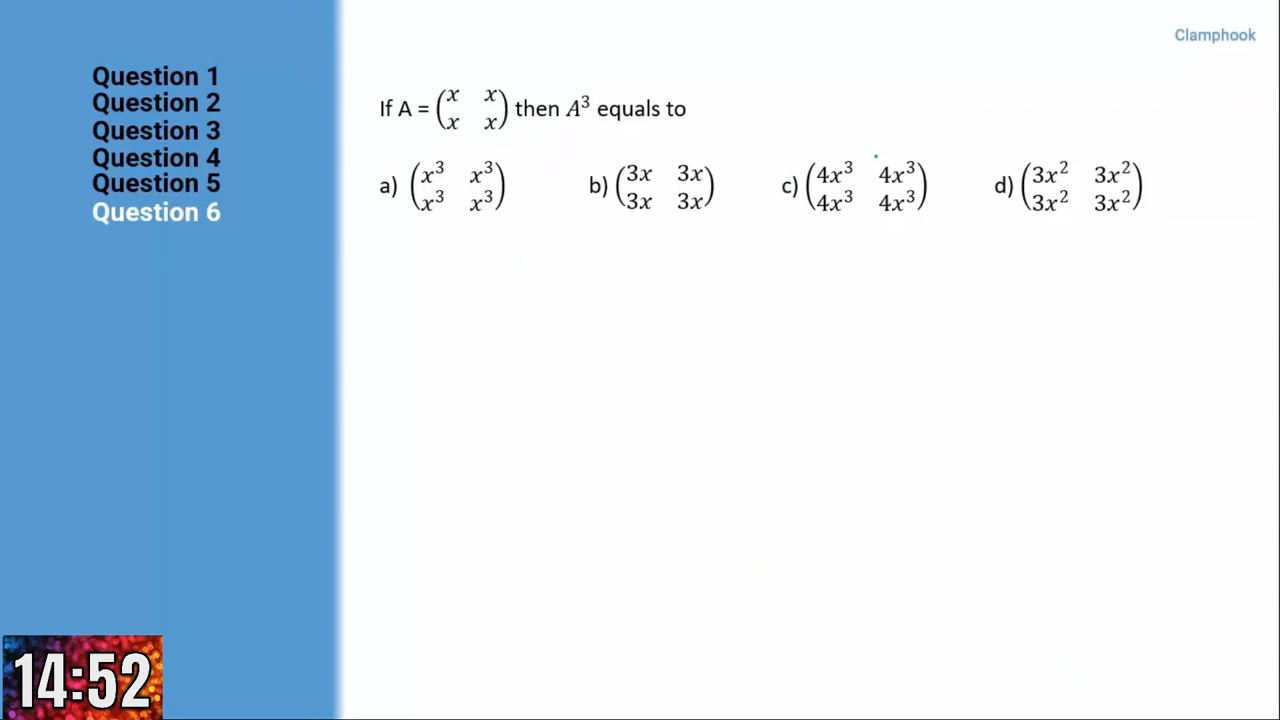 Clamphook
Question 1
Question 2
Question 3
Question 4
Question 5
Question 6
If A = (x x
x x) then A³ equals to
a) (x³ x³
x³ x³)
b) (3x 3x
3x 3x)
c) (4x³ 4x³
4x³ 4x³)
d) (3x² 3x²
3x² 3x²)
14:52